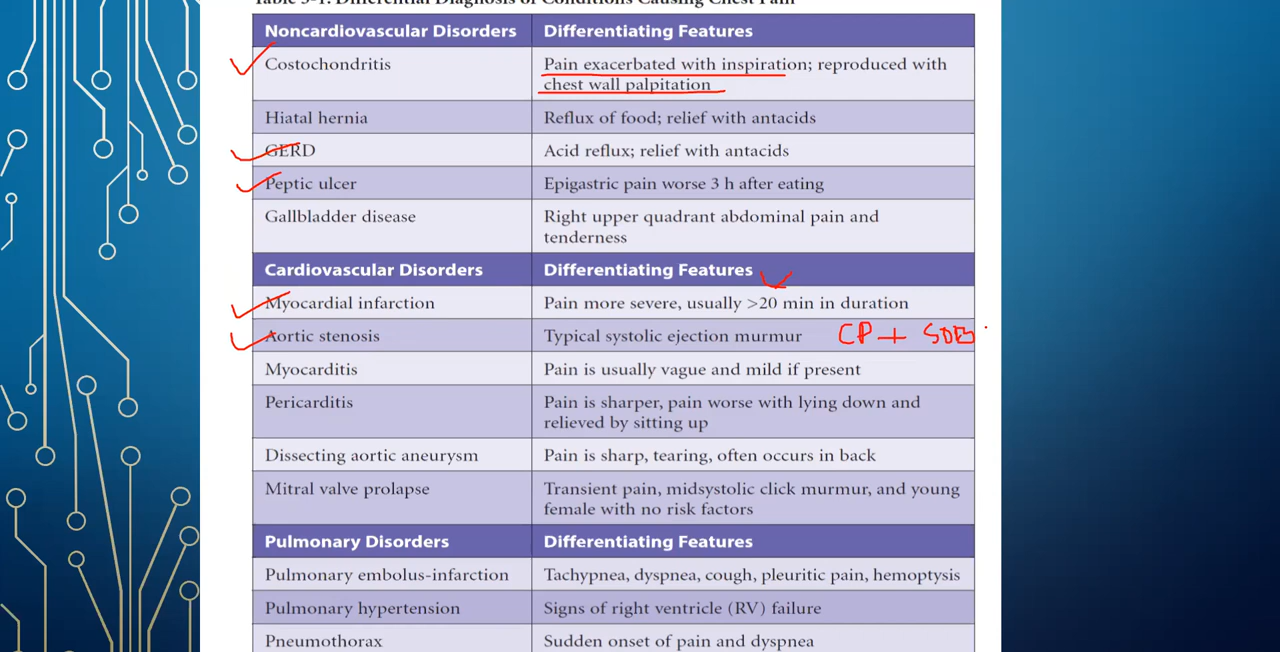 Table 3-1. Differential Diagnosis of Conditions Causing Chest Pain
Noncardiovascular Disorders Differentiating Features
Costochondritis Pain exacerbated with inspiration; reproduced with
chest wall palpitation
Hiatal hernia Reflux of food; relief with antacids
GERD Acid reflux; relief with antacids
Peptic ulcer Epigastric pain worse 3 h after eating
Gallbladder disease Right upper quadrant abdominal pain and
tenderness
Cardiovascular Disorders Differentiating Features
Myocardial infarction Pain more severe, usually >20 min in duration
Aortic stenosis Typical systolic ejection murmur CP + SOB
Myocarditis Pain is usually vague and mild if present
Pericarditis Pain is sharper, pain worse with lying down and
relieved by sitting up
Dissecting aortic aneurysm Pain is sharp, tearing, often occurs in back
Mitral valve prolapse Transient pain, midsystolic click murmur, and young
female with no risk factors
Pulmonary Disorders Differentiating Features
Pulmonary embolus-infarction Tachypnea, dyspnea, cough, pleuritic pain, hemoptysis
Pulmonary hypertension Signs of right ventricle (RV) failure
Pneumothorax Sudden onset of pain and dyspnea